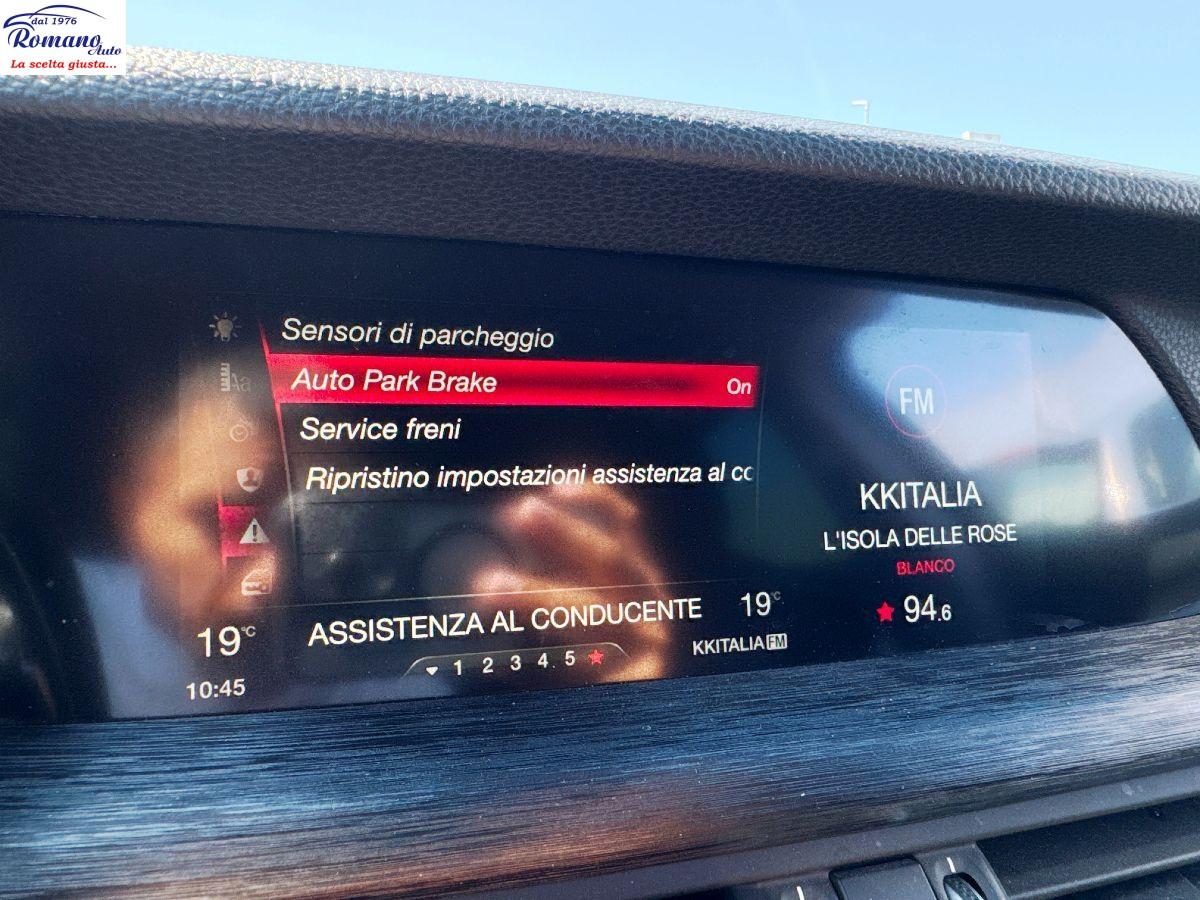 dal 1976
Romano
Auto
La scelta giusta...
Sensori di parcheggio
Auto Park Brake On
Service freni
Ripristino impostazioni assistenza al cc
Aa
FM
KKITALIA
L'ISOLA DELLE ROSE
BLANCO
94.6
19°C
ASSISTENZA AL CONDUCENTE
19°C
KKITALIA FM
1 2 3 4 5
10:45